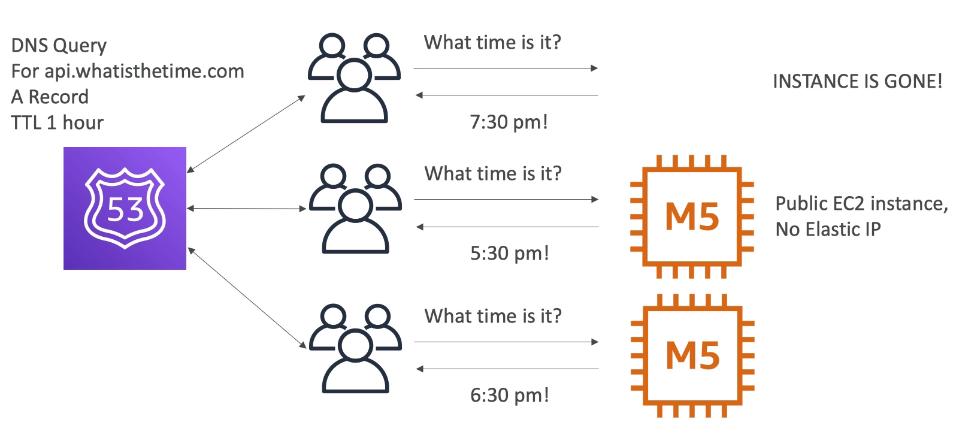 DNS Query
For api.whatisthetime.com
A Record
TTL 1 hour
53
What time is it?
7:30 pm!
INSTANCE IS GONE!
What time is it?
5:30 pm!
M5
Public EC2 instance,
No Elastic IP
What time is it?
6:30 pm!
M5